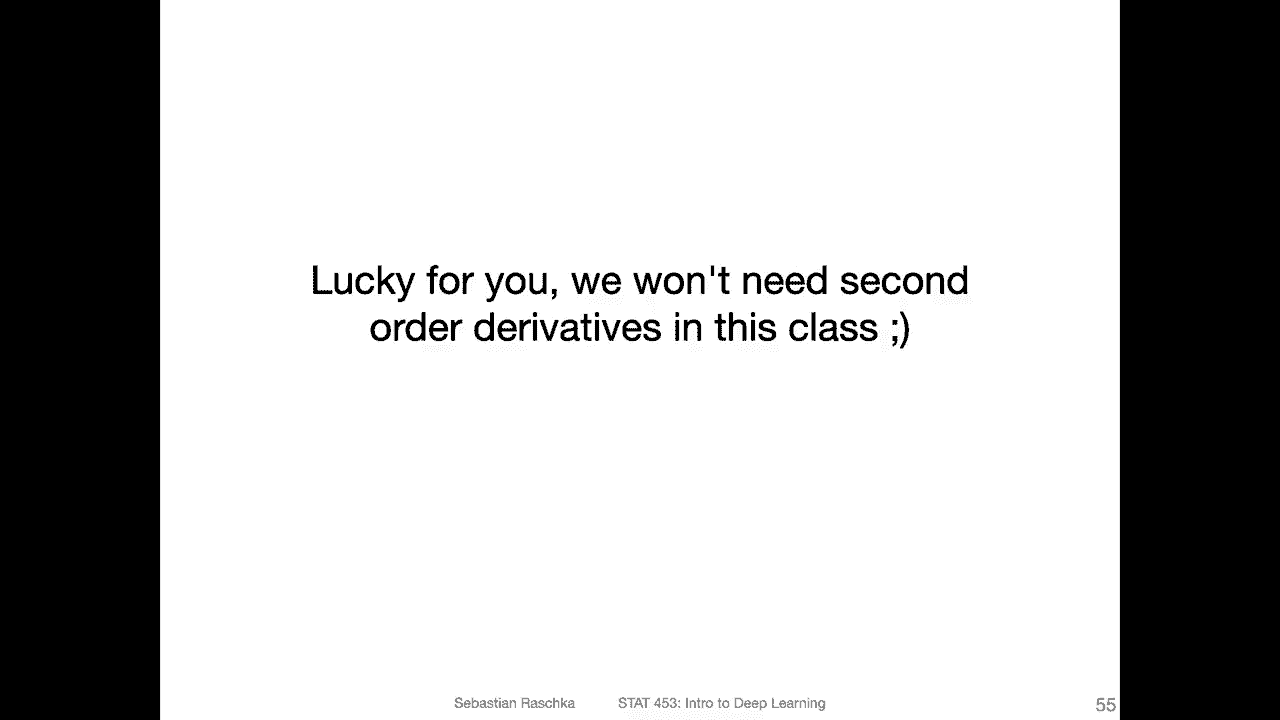 Lucky for you, we won't need second
order derivatives in this class ;)
Sebastian Raschka STAT 453: Intro to Deep Learning 55